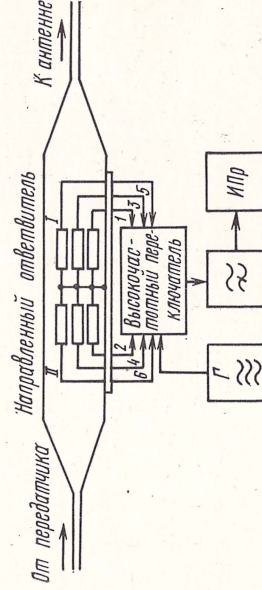 От передатчика
Направленный ответвитель
К антенне
II
I
2
4
6
1
3
5
Высокочас-
тотный пере-
ключатель
Г
ИПр